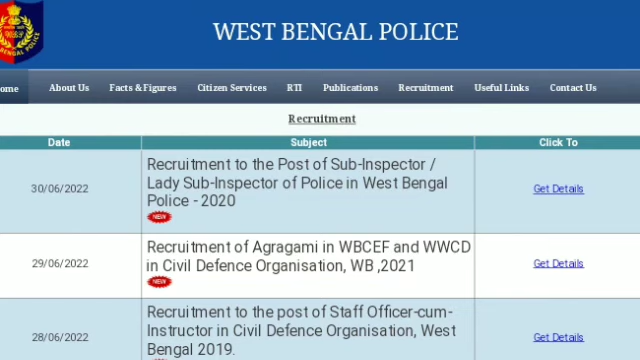 WEST BENGAL POLICE
BENGAL POLICE
ome About Us Facts & Figures Citizen Services RTI Publications Recruitment Useful Links Contact Us
Recruitment
Date Subject Click To
30/06/2022 Recruitment to the Post of Sub-Inspector /
Lady Sub-Inspector of Police in West Bengal
Police - 2020
NEW
Get Details
29/06/2022 Recruitment of Agragami in WBCEF and WWCD
in Civil Defence Organisation, WB ,2021
NEW
Get Details
28/06/2022 Recruitment to the post of Staff Officer-cum-
Instructor in Civil Defence Organisation, West
Bengal 2019.
Get Details